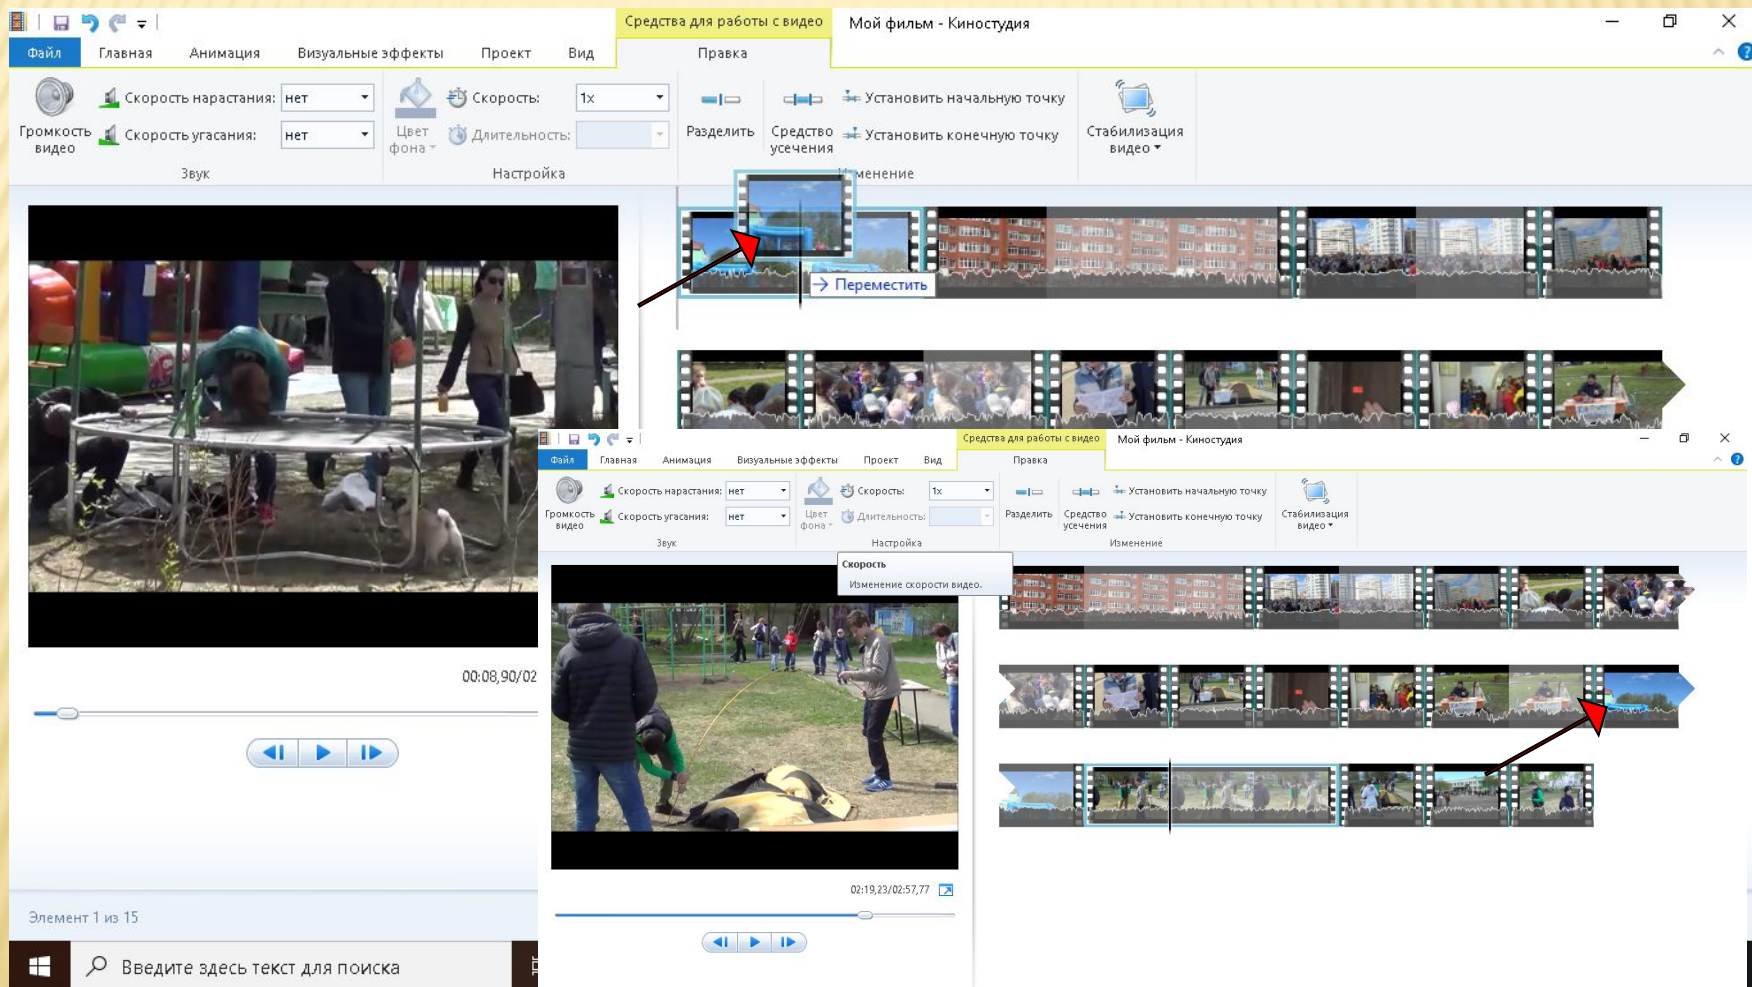 Средства для работы с видео
Мой фильм - Киностудия
Файл Главная Анимация Визуальные эффекты Проект Вид Правка
Громкость видео
Скорость нарастания: нет
Скорость угасания: нет
Звук
Цвет фона
Скорость: 1x
Длительность:
Настройка
Разделить
Средство усечения
Установить начальную точку
Установить конечную точку
Изменение
Стабилизация видео
Переместить
00:08,90/02
Элемент 1 из 15
Введите здесь текст для поиска
Средства для работы с видео
Мой фильм - Киностудия
Файл Главная Анимация Визуальные эффекты Проект Вид Правка
Громкость видео
Скорость нарастания: нет
Скорость угасания: нет
Звук
Цвет фона
Скорость: 1x
Длительность:
Настройка
Разделить
Средство усечения
Установить начальную точку
Установить конечную точку
Изменение
Стабилизация видео
Скорость
Изменение скорости видео.
02:19,23/02:57,77